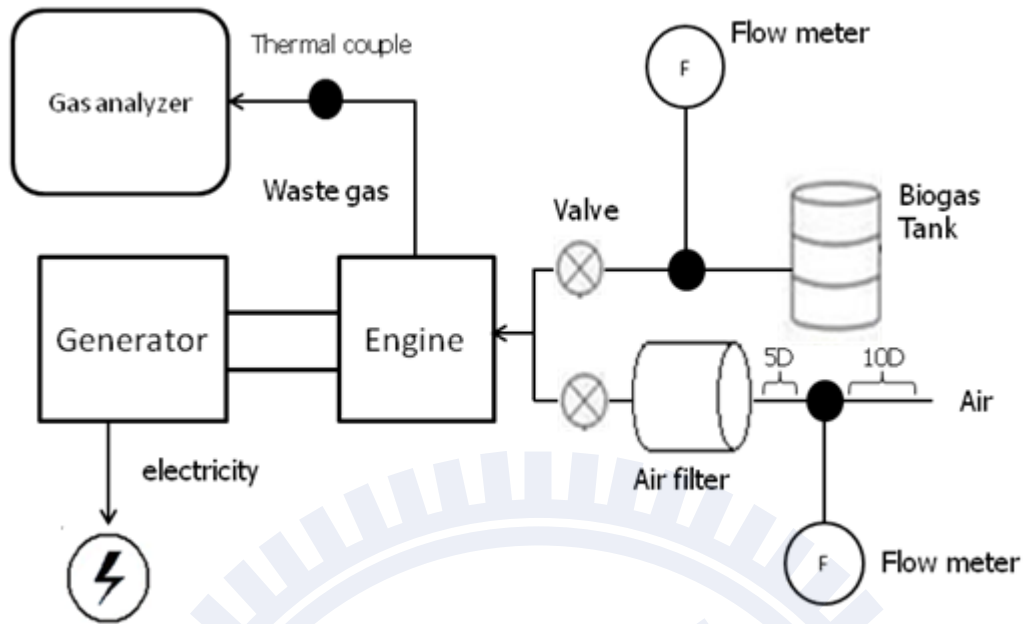 Thermal couple
Flow meter
F
Gas analyzer
Waste gas
Valve
Biogas
Tank
Generator
Engine
5D
10D
Air
electricity
Air filter
F
Flow meter